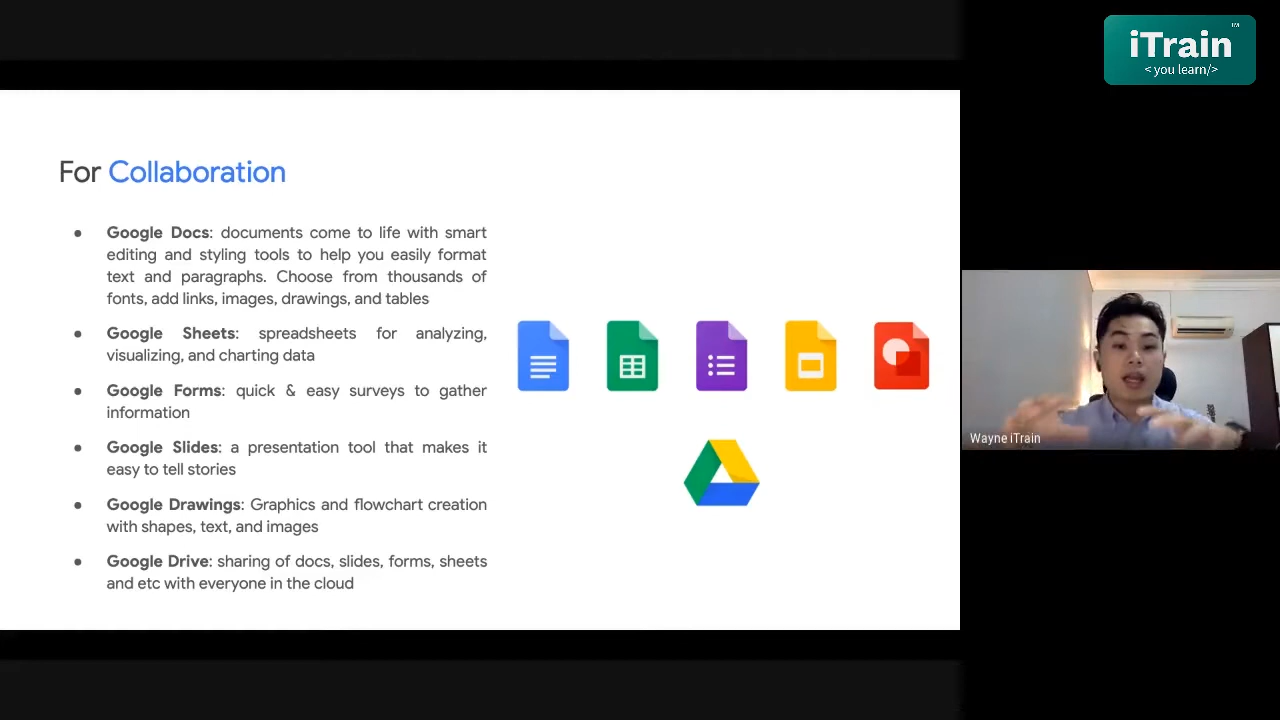 iTrain™
< you learn/>
For Collaboration
● Google Docs: documents come to life with smart
editing and styling tools to help you easily format
text and paragraphs. Choose from thousands of
fonts, add links, images, drawings, and tables
● Google Sheets: spreadsheets for analyzing,
visualizing, and charting data
● Google Forms: quick & easy surveys to gather
information
● Google Slides: a presentation tool that makes it
easy to tell stories
● Google Drawings: Graphics and flowchart creation
with shapes, text, and images
● Google Drive: sharing of docs, slides, forms, sheets
and etc with everyone in the cloud
Wayne iTrain